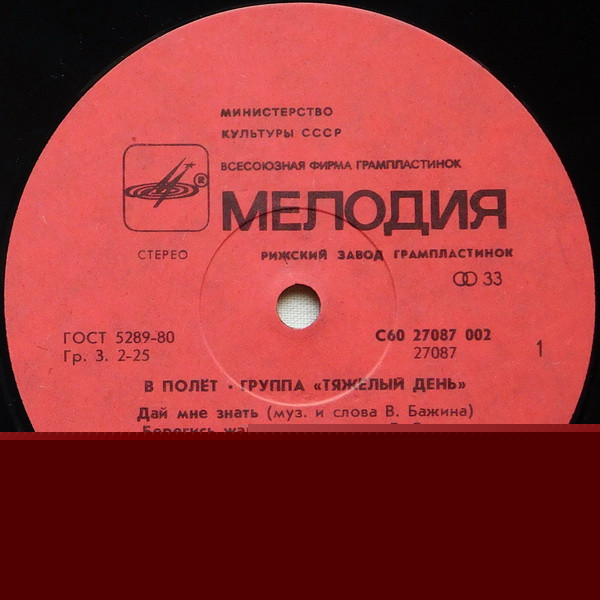 МИНИСТЕРСТВО
КУЛЬТУРЫ СССР
ВСЕСОЮЗНАЯ ФИРМА ГРАМПЛАСТИНОК
®
МЕЛОДИЯ
СТЕРЕО
РИЖСКИЙ ЗАВОД ГРАМПЛАСТИНОК
33
ГОСТ 5289-80
Гр. 3. 2-25
С60 27087 002
27087
1
В ПОЛЁТ • ГРУППА «ТЯЖЕЛЫЙ ДЕНЬ»
Дай мне знать (муз. и слова В. Бажина)
Берегись